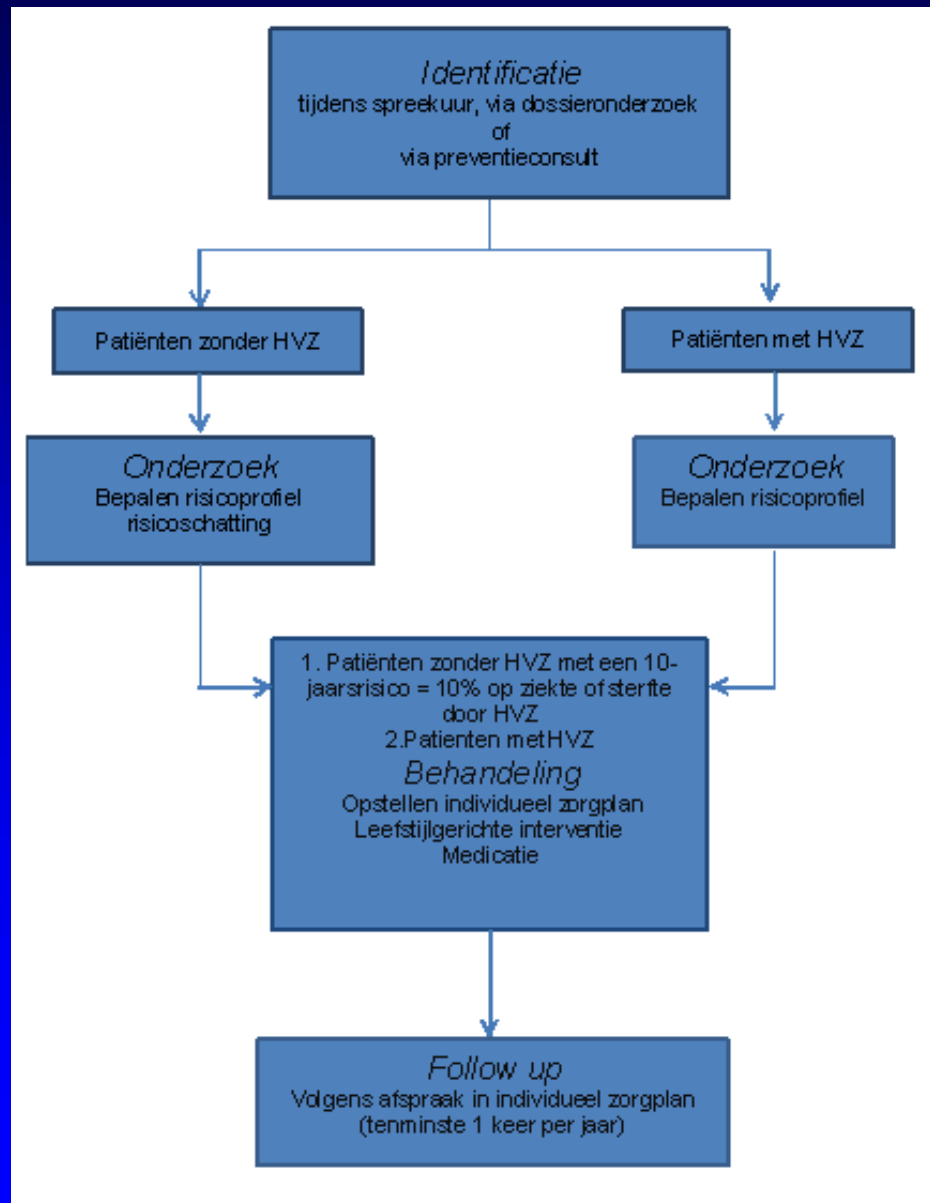 Identificatie
tijdens spreekuur, via dossieronderzoek
of
via preventieconsult
Patiënten zonder HVZ
Patiënten met HVZ
Onderzoek
Bepalen risicoprofiel
risicoschatting
Onderzoek
Bepalen risicoprofiel
1. Patiënten zonder HVZ met een 10-
jaarsrisico = 10% op ziekte of sterfte
door HVZ
2.Patienten met HVZ
Behandeling
Opstellen individueel zorgplan
Leefstijlgerichte interventie
Medicatie
Follow up
Volgens afspraak in individueel zorgplan
(tenminste 1 keer per jaar)